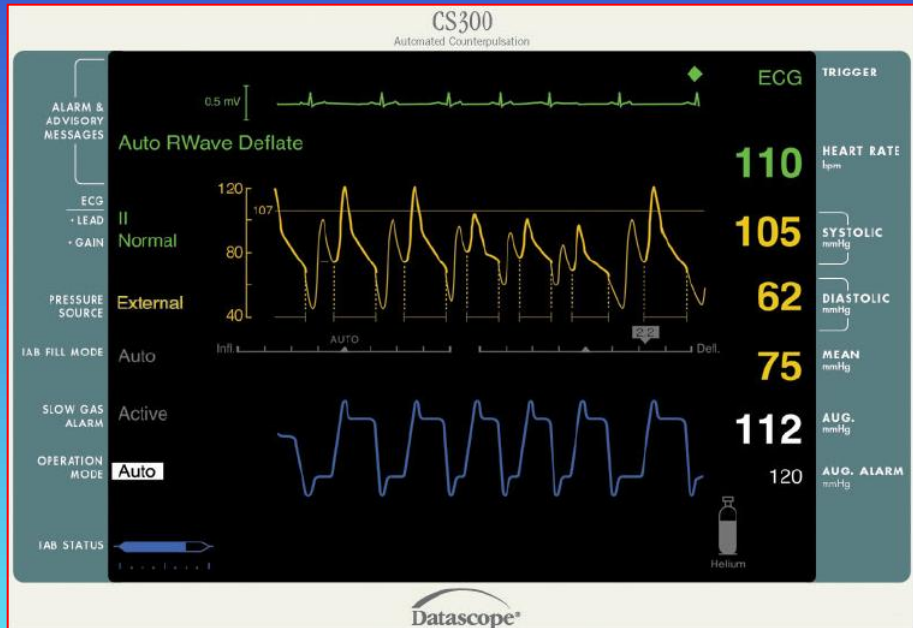 CS300
Automated Counterpulsation
ALARM &
ADVISORY
MESSAGES
0.5 mV
ECG
TRIGGER
Auto RWave Deflate
110
HEART RATE
bpm
ECG
• LEAD
• GAIN
II
Normal
120
107
80
40
105
SYSTOLIC
mmHg
PRESSURE
SOURCE
External
62
DIASTOLIC
mmHg
IAB FILL MODE
Auto
Infl.
AUTO
2.2
Defl.
75
MEAN
mmHg
SLOW GAS
ALARM
Active
112
AUG.
mmHg
OPERATION
MODE
Auto
120
AUG. ALARM
mmHg
IAB STATUS
Helium
Datascope®